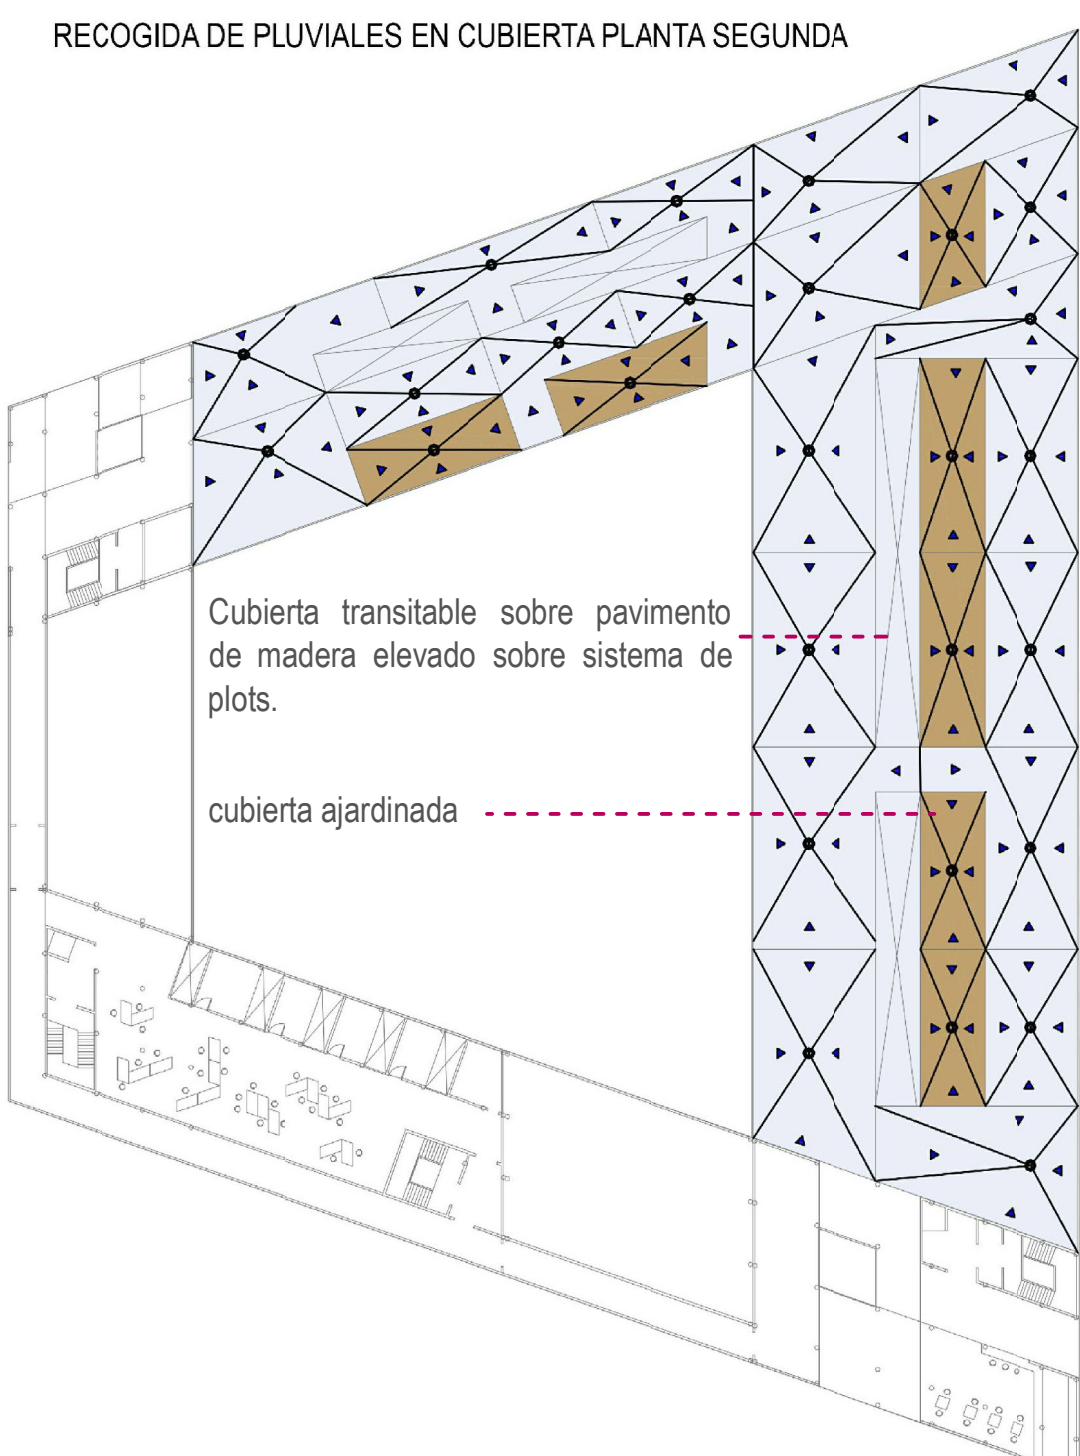 RECOGIDA DE PLUVIALES EN CUBIERTA PLANTA SEGUNDA
Cubierta transitable sobre pavimento
de madera elevado sobre sistema de
plots.
cubierta ajardinada